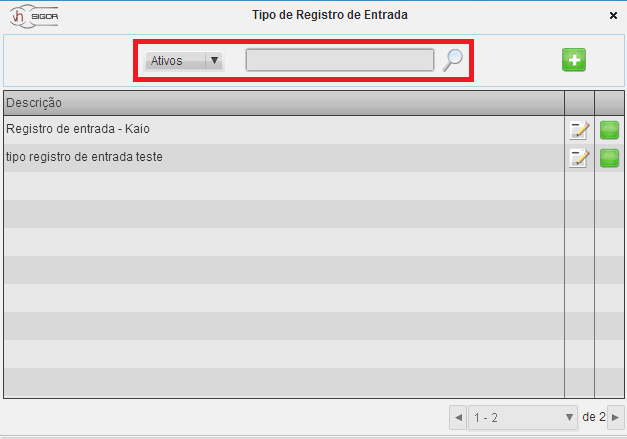 vh SIGOR
Tipo de Registro de Entrada
Ativos
Descrição
Registro de entrada - Kaio
tipo registro de entrada teste
1 - 2 de 2